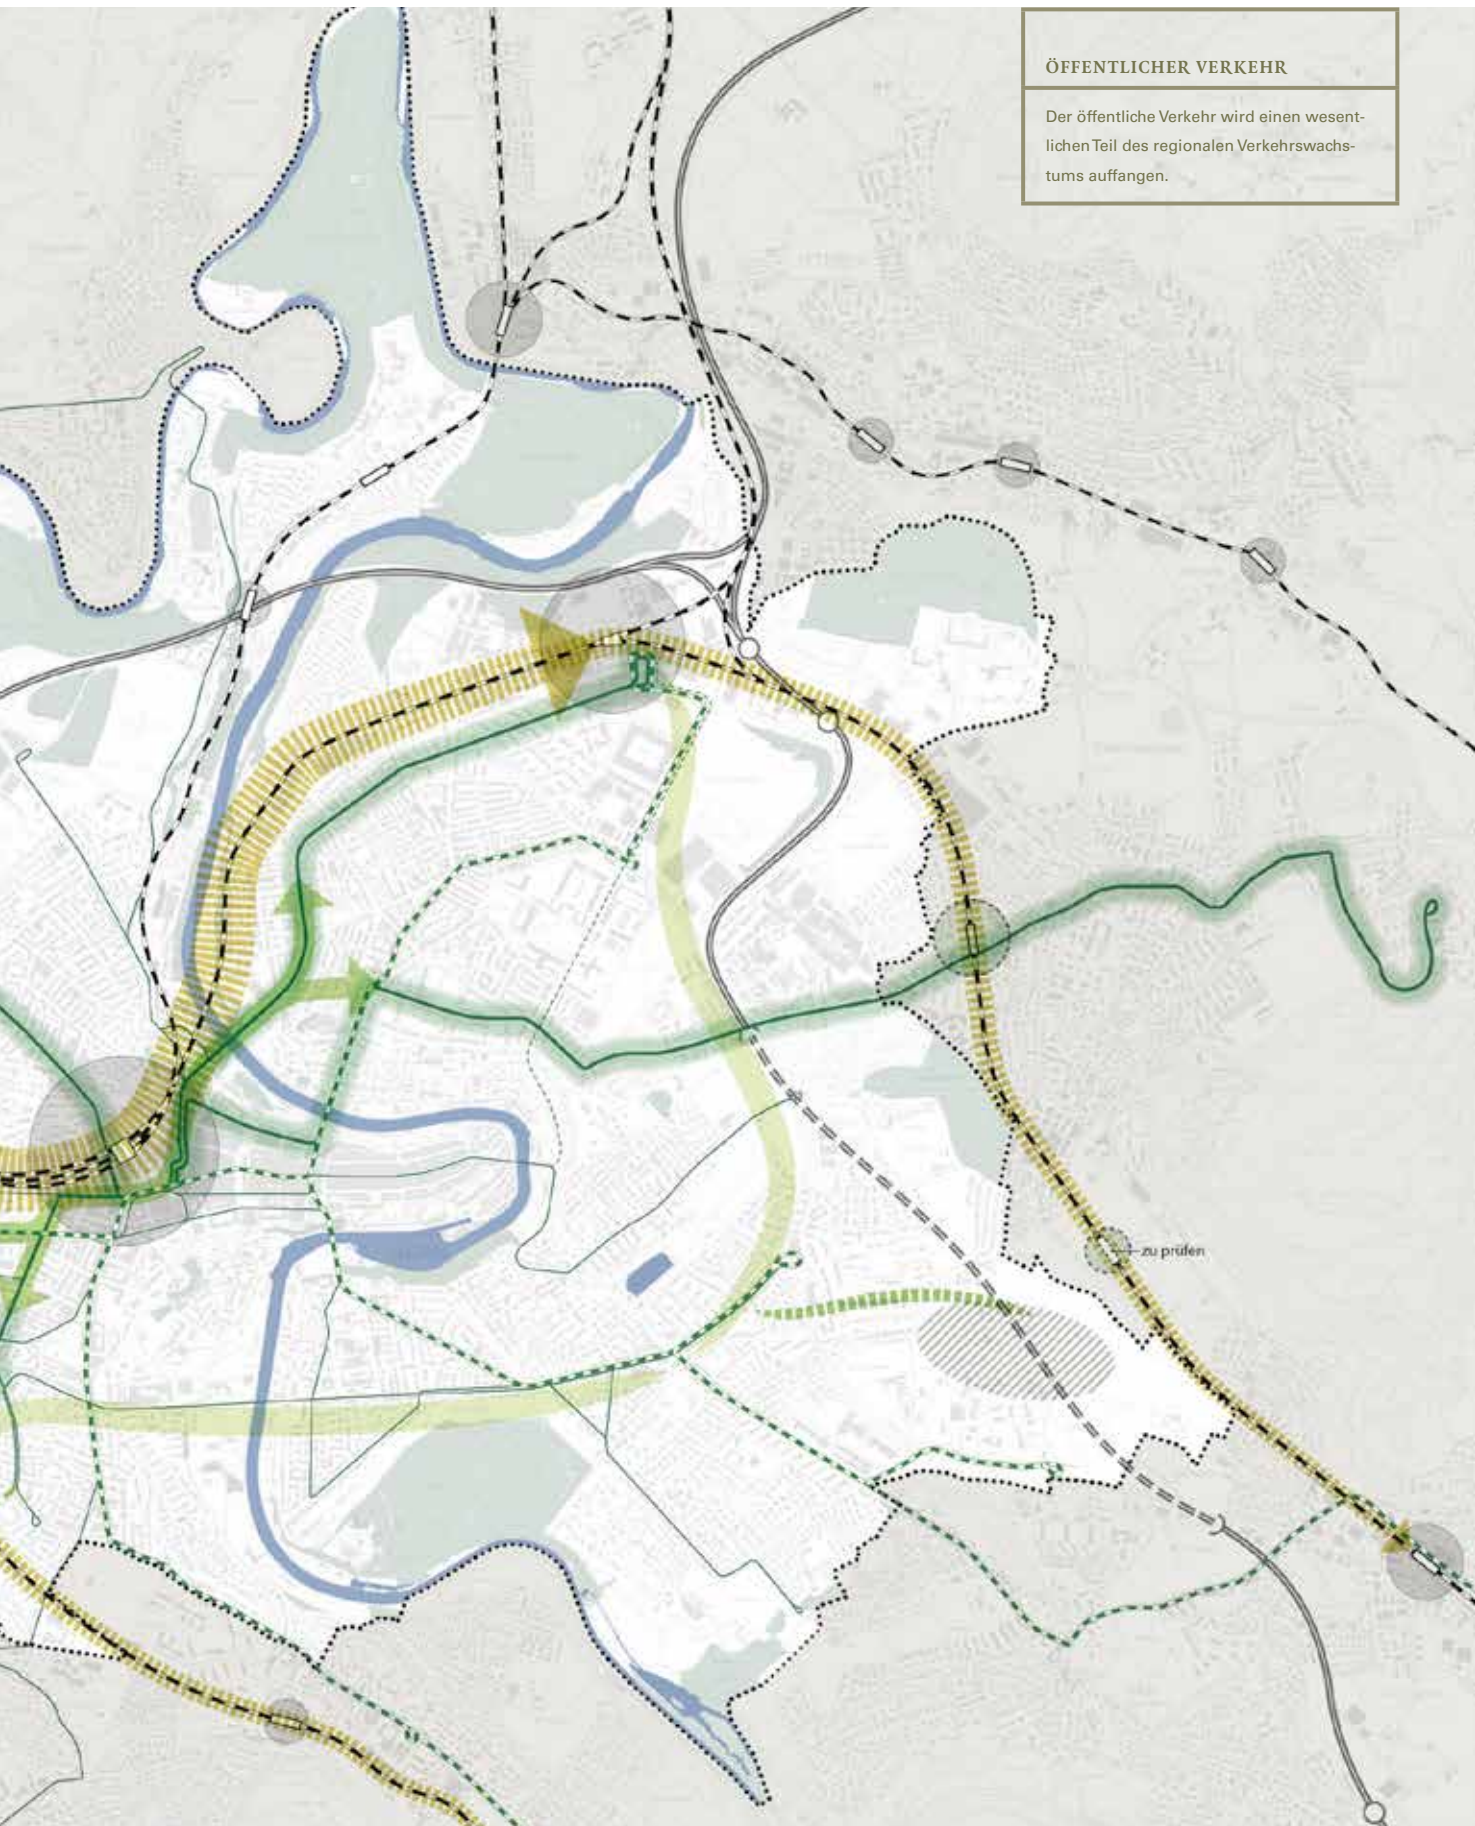 ÖFFENTLICHER VERKEHR
Der öffentliche Verkehr wird einen wesent-
lichen Teil des regionalen Verkehrswachs-
tums auffangen.
zu prüfen